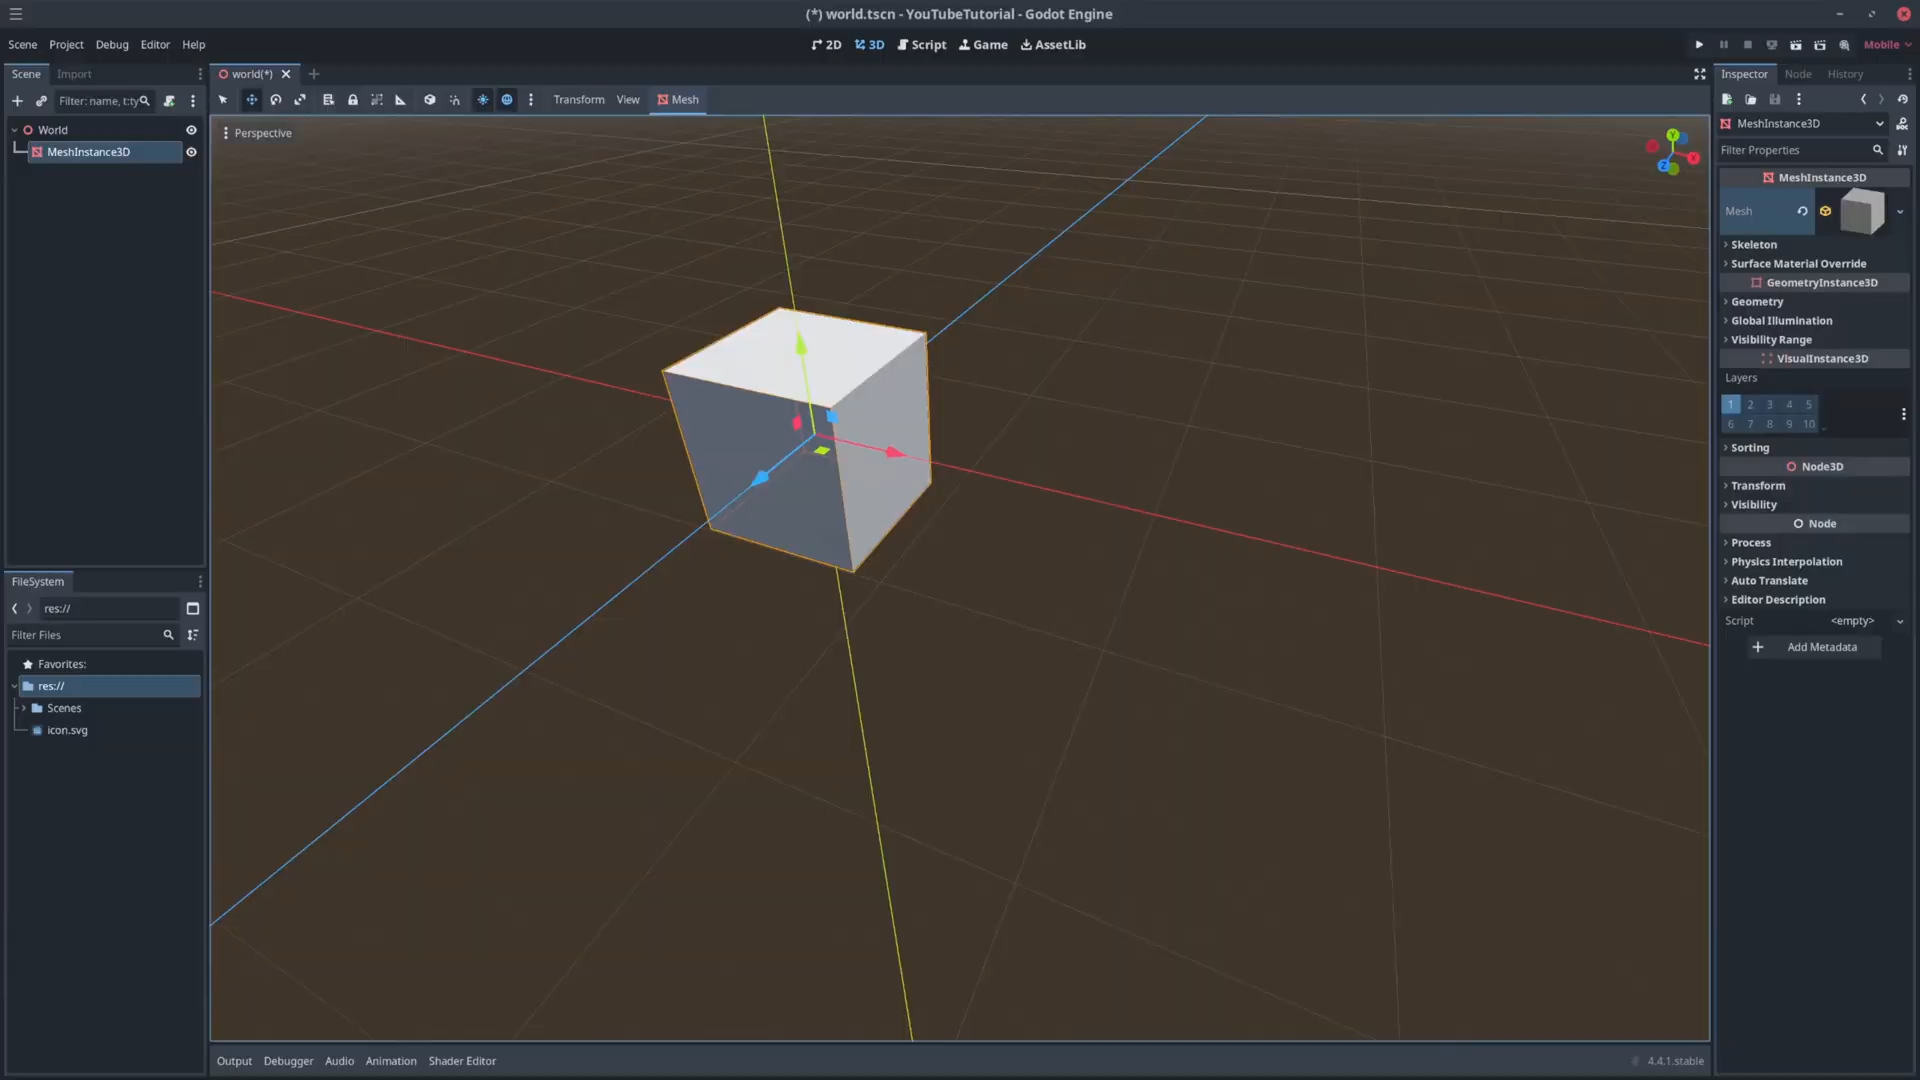 (*) world.tscn - YouTubeTutorial - Godot Engine
Scene Project Debug Editor Help
2D 3D Script Game AssetLib
Mobile
Scene Import
world(*)
Inspector Node History
Filter: name, t:ty
Transform View Mesh
World
MeshInstance3D
Perspective
Y
X
Z
MeshInstance3D
Filter Properties
MeshInstance3D
Mesh
Skeleton
Surface Material Override
GeometryInstance3D
Geometry
Global Illumination
Visibility Range
VisualInstance3D
Layers
1 2 3 4 5
6 7 8 9 10
Sorting
Node3D
Transform
Visibility
Node
Process
Physics Interpolation
Auto Translate
Editor Description
Script <empty>
Add Metadata
FileSystem
res://
Filter Files
Favorites:
res://
Scenes
icon.svg
Output Debugger Audio Animation Shader Editor
4.4.1.stable